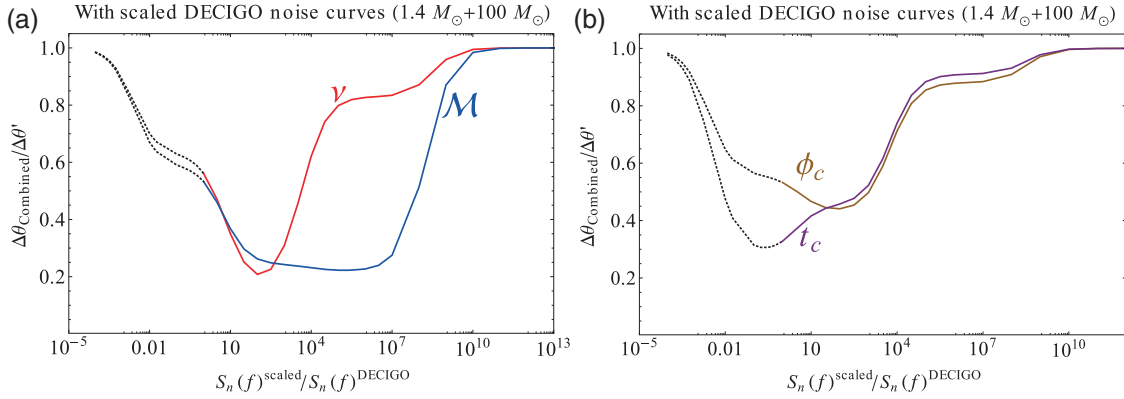 (a) With scaled DECIGO noise curves (1.4 M⊙+100 M⊙)
Δθ_Combined/Δθ'
1.0
0.8
0.6
0.4
0.2
ν
ℳ
10^-5 0.01 10 10^4 10^7 10^10 10^13
S_n(f)^scaled/S_n(f)^DECIGO
(b) With scaled DECIGO noise curves (1.4 M⊙+100 M⊙)
Δθ_Combined/Δθ'
1.0
0.8
0.6
0.4
0.2
ϕ_c
t_c
10^-5 0.01 10 10^4 10^7 10^10
S_n(f)^scaled/S_n(f)^DECIGO